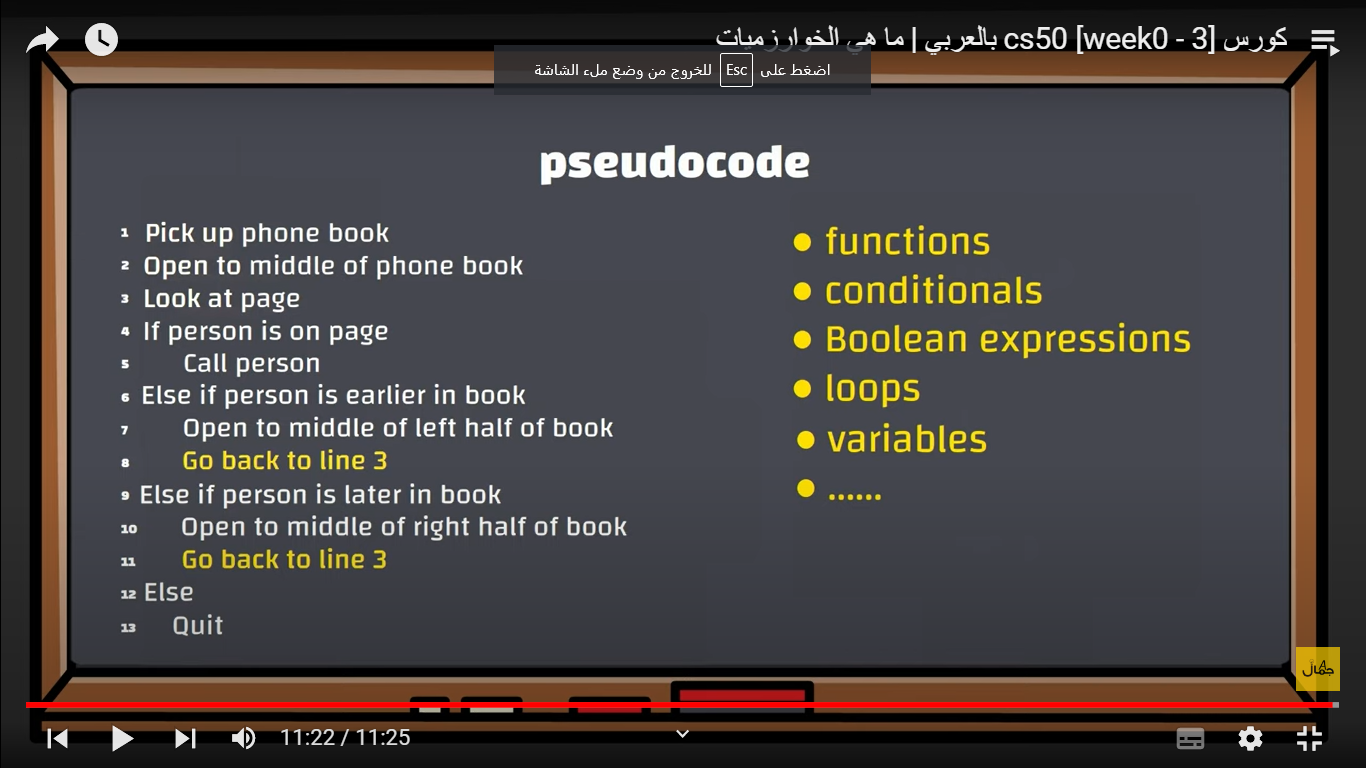 كورس cs50 [week0 - 3] بالعربي | ما هي الخوارزميات
اضغط على Esc للخروج من وضع ملء الشاشة
pseudocode
1 Pick up phone book
2 Open to middle of phone book
3 Look at page
4 If person is on page
5 Call person
6 Else if person is earlier in book
7 Open to middle of left half of book
8 Go back to line 3
9 Else if person is later in book
10 Open to middle of right half of book
11 Go back to line 3
12 Else
13 Quit
● functions
● conditionals
● Boolean expressions
● loops
● variables
● ......
جمال
11:22 / 11:25